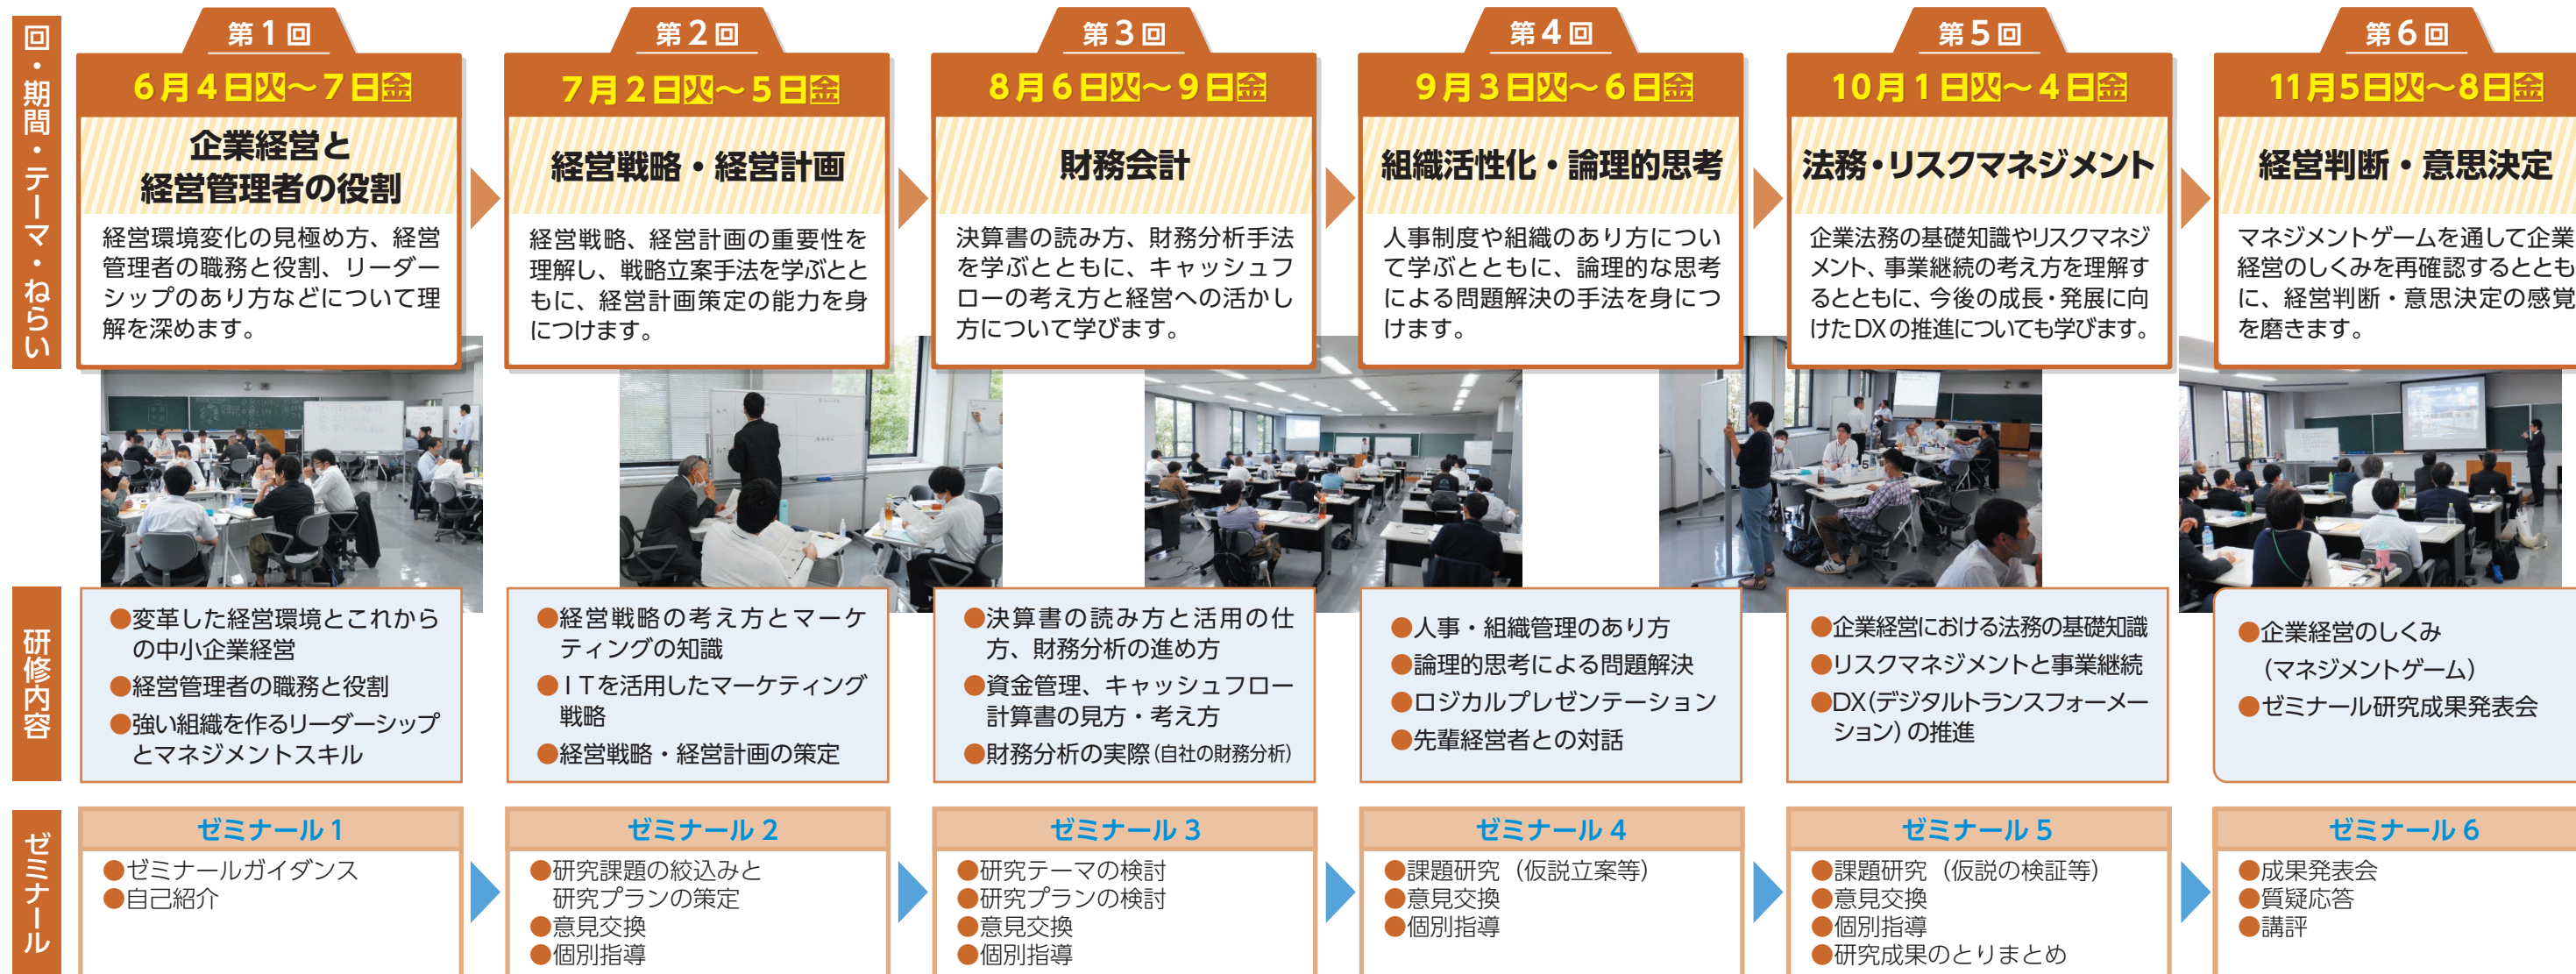 回・期間・テーマ・ねらい
第1回
6月4日火～7日金
企業経営と
経営管理者の役割
経営環境変化の見極め方、経営
管理者の職務と役割、リーダー
シップのあり方などについて理
解を深めます。
第2回
7月2日火～5日金
経営戦略・経営計画
経営戦略、経営計画の重要性を
理解し、戦略立案手法を学ぶとと
もに、経営計画策定の能力を身
につけます。
第3回
8月6日火～9日金
財務会計
決算書の読み方、財務分析手法
を学ぶとともに、キャッシュフ
ローの考え方と経営への活かし
方について学びます。
第4回
9月3日火～6日金
組織活性化・論理的思考
人事制度や組織のあり方につい
て学ぶとともに、論理的な思考
による問題解決の手法を身につ
けます。
第5回
10月1日火～4日金
法務・リスクマネジメント
企業法務の基礎知識やリスクマネジ
メント、事業継続の考え方を理解す
るとともに、今後の成長・発展に向
けたDXの推進についても学びます。
第6回
11月5日火～8日金
経営判断・意思決定
マネジメントゲームを通して企業
経営のしくみを再確認するととも
に、経営判断・意思決定の感覚
を磨きます。
研修内容
●変革した経営環境とこれから
の中小企業経営
●経営管理者の職務と役割
●強い組織を作るリーダーシップ
とマネジメントスキル
●経営戦略の考え方とマーケ
ティングの知識
●ITを活用したマーケティング
戦略
●経営戦略・経営計画の策定
●決算書の読み方と活用の仕
方、財務分析の進め方
●資金管理、キャッシュフロー
計算書の見方・考え方
●財務分析の実際(自社の財務分析)
●人事・組織管理のあり方
●論理的思考による問題解決
●ロジカルプレゼンテーション
●先輩経営者との対話
●企業経営における法務の基礎知識
●リスクマネジメントと事業継続
●DX(デジタルトランスフォーメー
ション)の推進
●企業経営のしくみ
(マネジメントゲーム)
●ゼミナール研究成果発表会
ゼミナール
ゼミナール1
●ゼミナールガイダンス
●自己紹介
ゼミナール2
●研究課題の絞込みと
研究プランの策定
●意見交換
●個別指導
ゼミナール3
●研究テーマの検討
●研究プランの検討
●意見交換
●個別指導
ゼミナール4
●課題研究（仮説立案等）
●意見交換
●個別指導
ゼミナール5
●課題研究（仮説の検証等）
●意見交換
●個別指導
●研究成果のとりまとめ
ゼミナール6
●成果発表会
●質疑応答
●講評